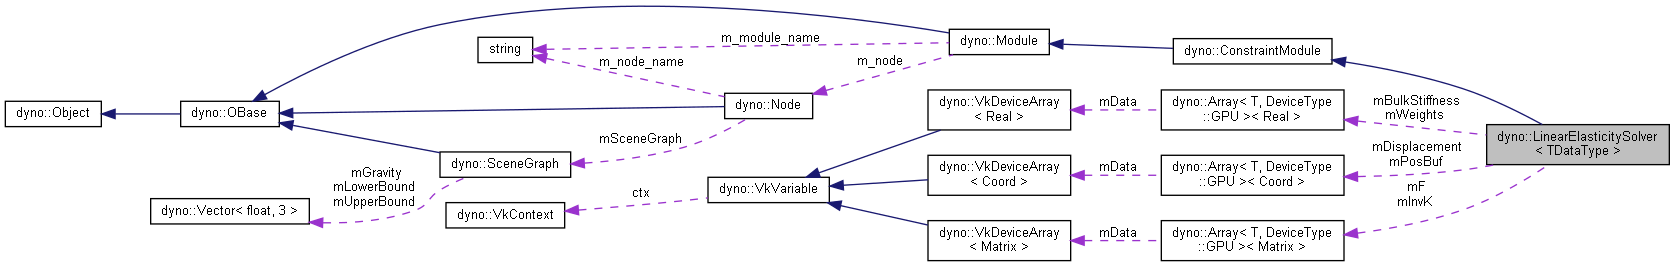 m_module_name
dyno::Module
string
dyno::ConstraintModule
m_node_name
m_node
dyno::Object
dyno::OBase
dyno::Node
dyno::VkDeviceArray
< Real >
mData
dyno::Array< T, DeviceType
::GPU >< Real >
mBulkStiffness
mWeights
dyno::LinearElasticitySolver
< TDataType >
mSceneGraph
dyno::SceneGraph
mDisplacement
mPosBuf
dyno::VkDeviceArray
< Coord >
mData
dyno::Array< T, DeviceType
::GPU >< Coord >
mGravity
mLowerBound
mUpperBound
ctx
dyno::VkVariable
mF
mInvK
dyno::Vector< float, 3 >
dyno::VkContext
dyno::VkDeviceArray
< Matrix >
mData
dyno::Array< T, DeviceType
::GPU >< Matrix >